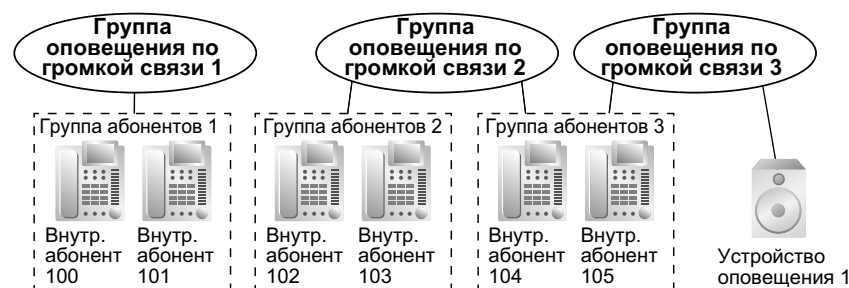 Группа
оповещения по
громкой связи 1
Группа
оповещения по
громкой связи 2
Группа
оповещения по
громкой связи 3
Группа абонентов 1
Группа абонентов 2
Группа абонентов 3
Внутр.
абонент
100
Внутр.
абонент
101
Внутр.
абонент
102
Внутр.
абонент
103
Внутр.
абонент
104
Внутр.
абонент
105
Устройство
оповещения 1